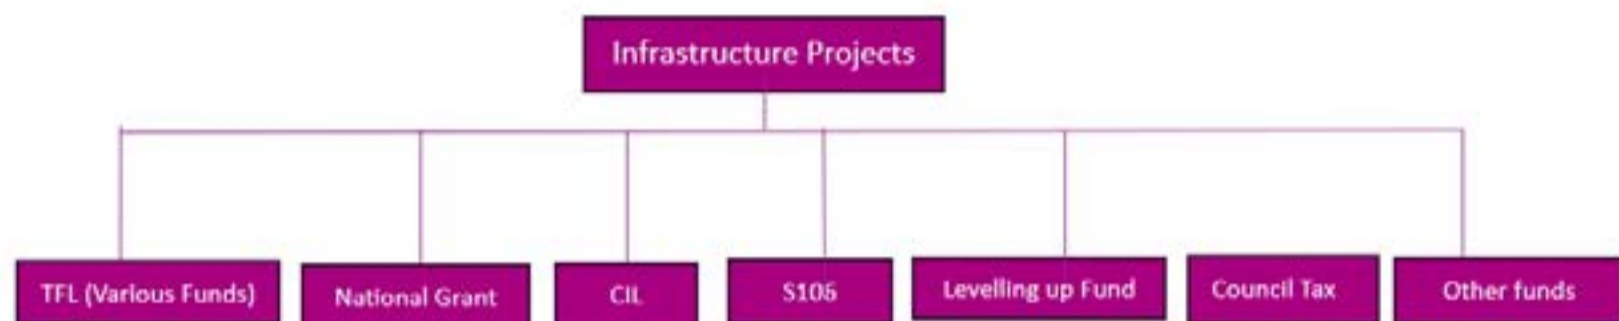 Infrastructure Projects
TFL (Various Funds)
National Grant
CIL
S106
Levelling up Fund
Council Tax
Other funds